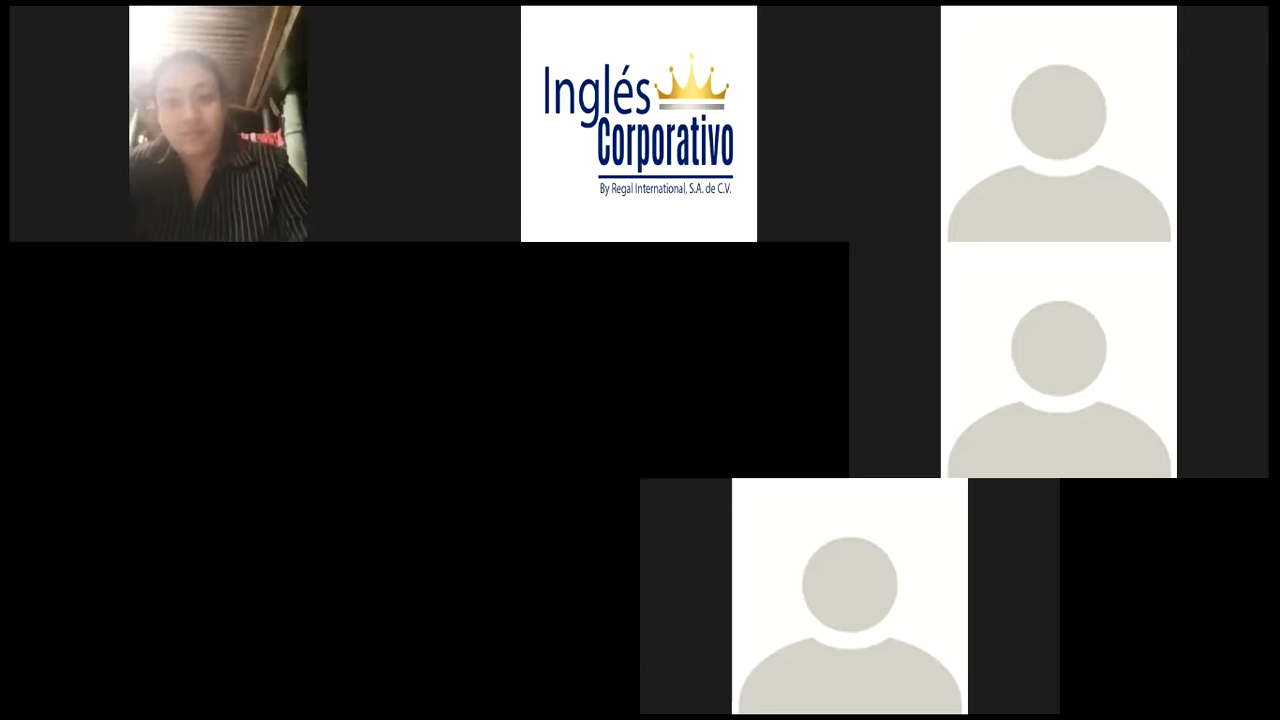 Inglés
Corporativo
By Regal International, S.A. de C.V.